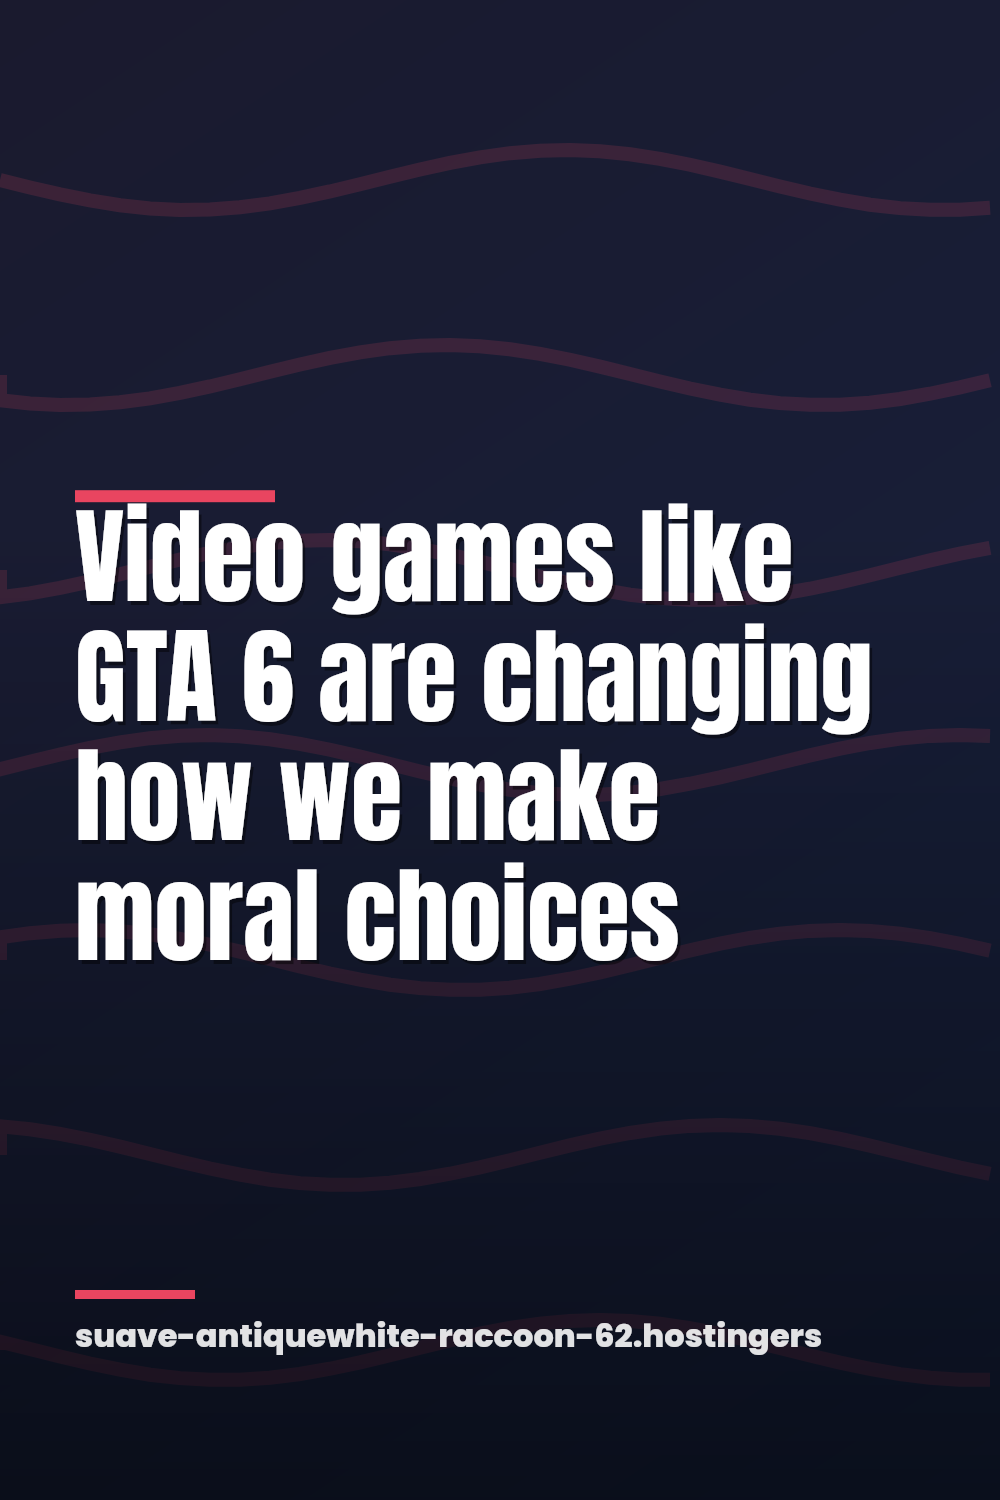 Video games like
GTA 6 are changing
how we make
moral choices
suave-antiquewhite-raccoon-62.hostingers